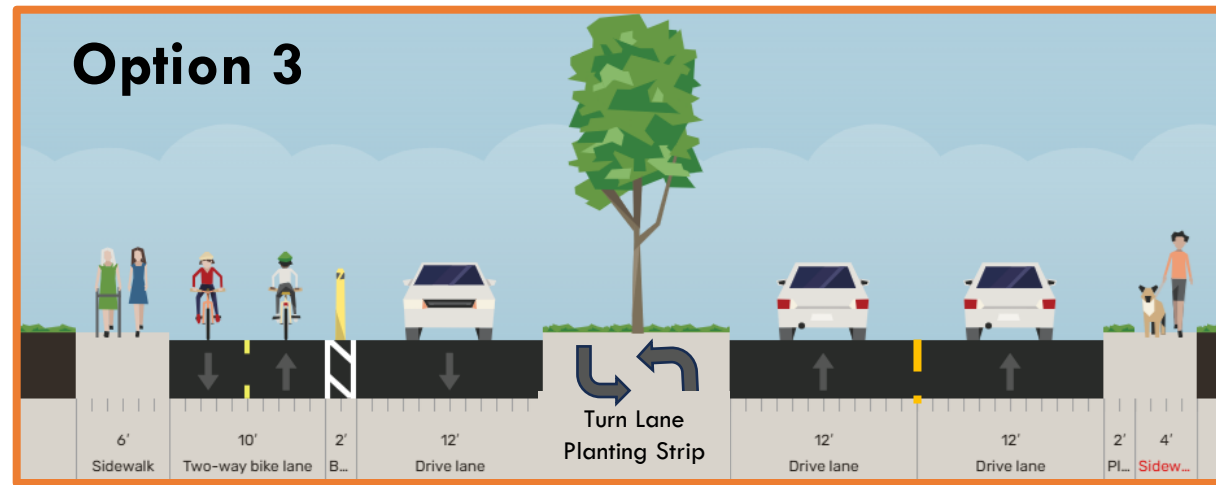 Option 3
Turn Lane
Planting Strip
6' 10' 2' 12' 12' 12' 2' 4'
Sidewalk Two-way bike lane B... Drive lane Drive lane Drive lane Pl... Sidew...